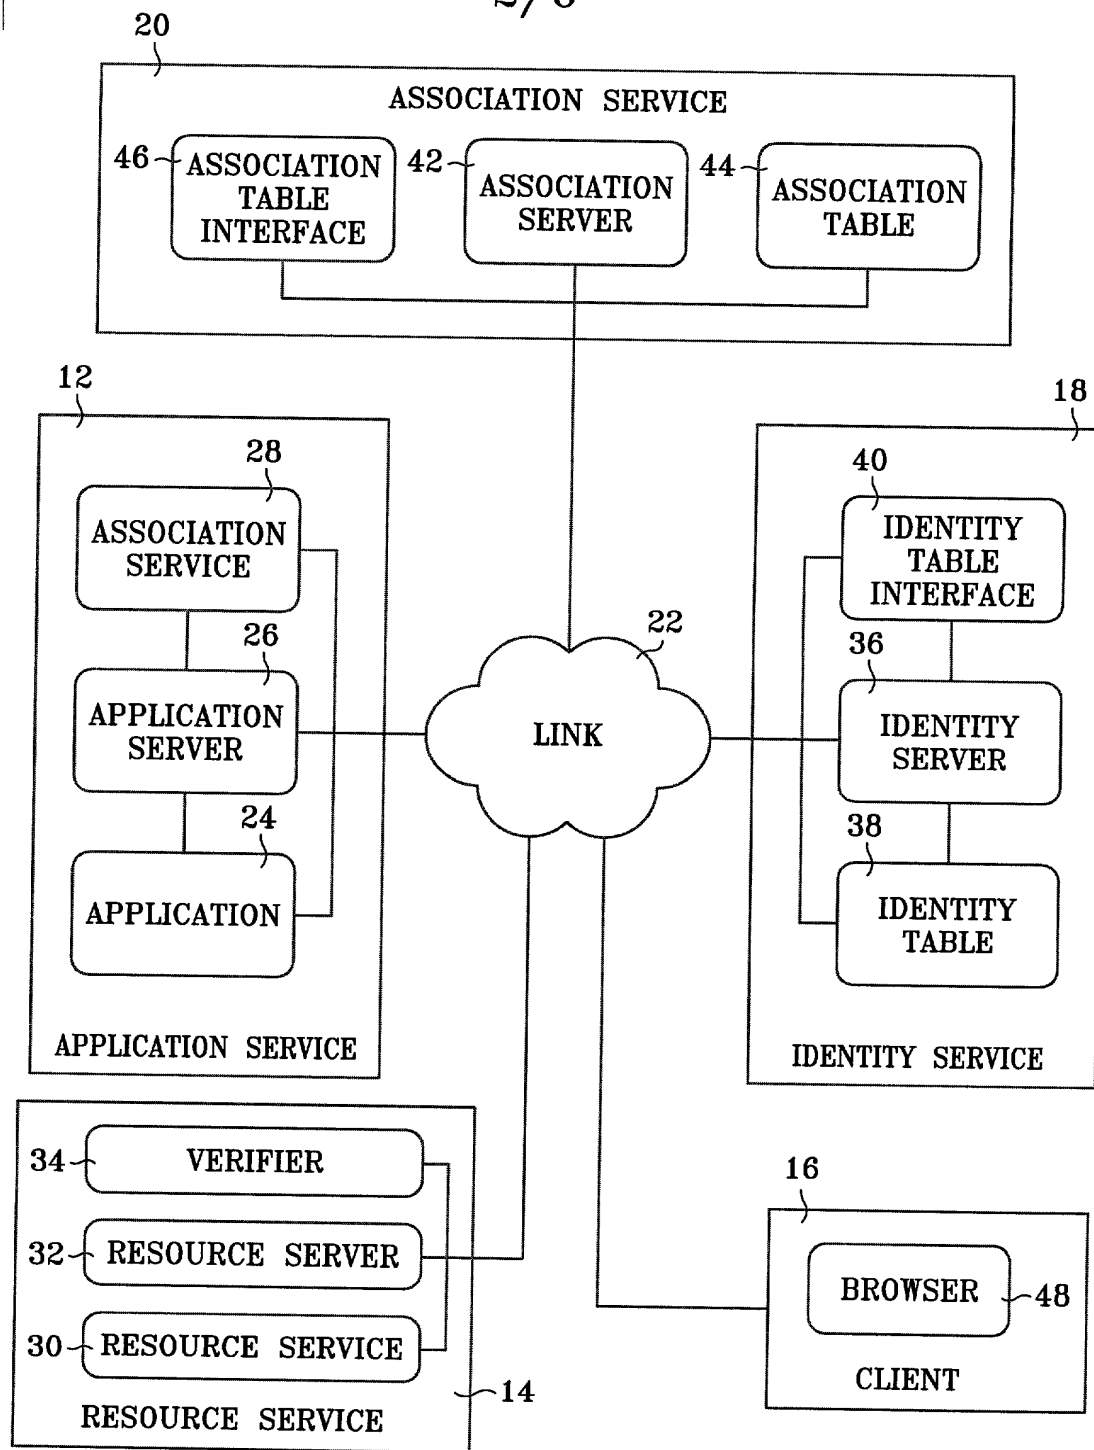 20
ASSOCIATION SERVICE
46
ASSOCIATION
TABLE
INTERFACE
42
ASSOCIATION
SERVER
44
ASSOCIATION
TABLE
12
28
ASSOCIATION
SERVICE
26
APPLICATION
SERVER
24
APPLICATION
APPLICATION SERVICE
22
LINK
18
40
IDENTITY
TABLE
INTERFACE
36
IDENTITY
SERVER
38
IDENTITY
TABLE
IDENTITY SERVICE
34
VERIFIER
32
RESOURCE SERVER
30
RESOURCE SERVICE
14
RESOURCE SERVICE
16
BROWSER
48
CLIENT